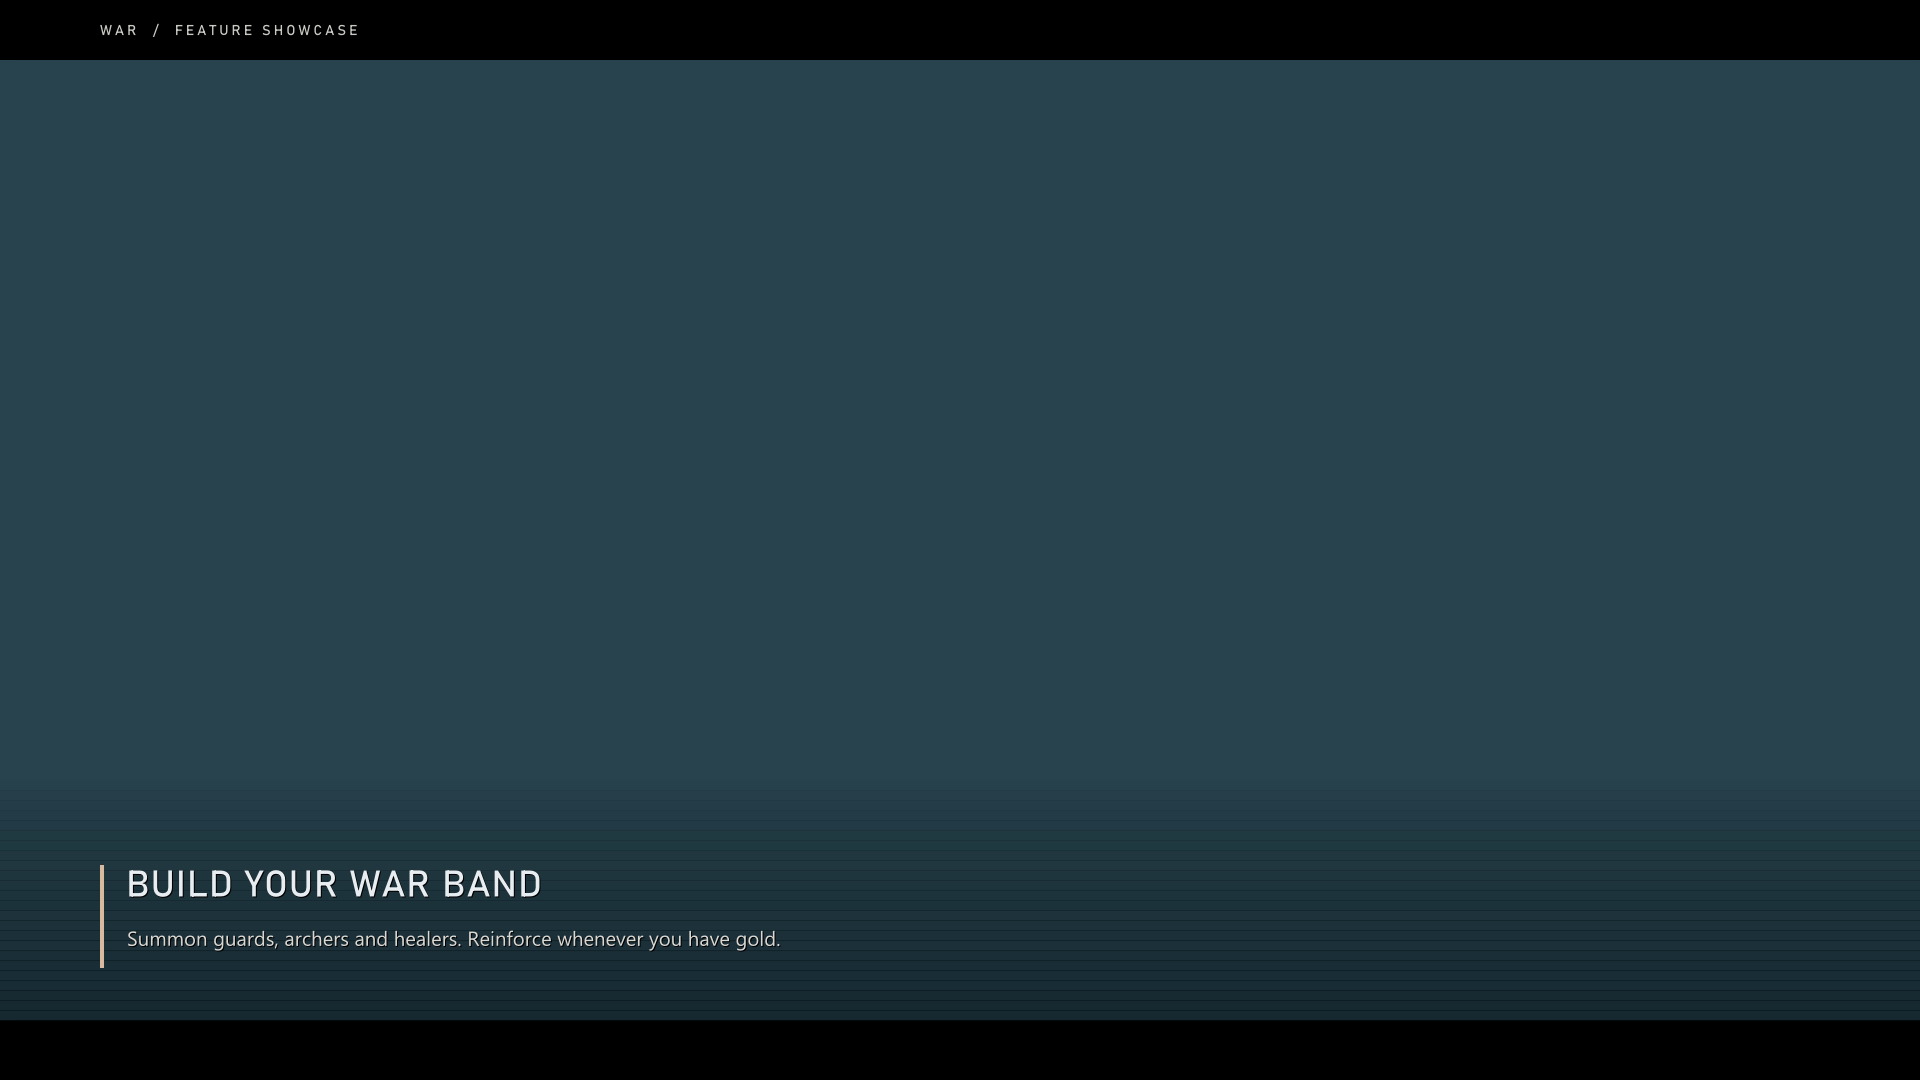 WAR / FEATURE SHOWCASE
BUILD YOUR WAR BAND
Summon guards, archers and healers. Reinforce whenever you have gold.